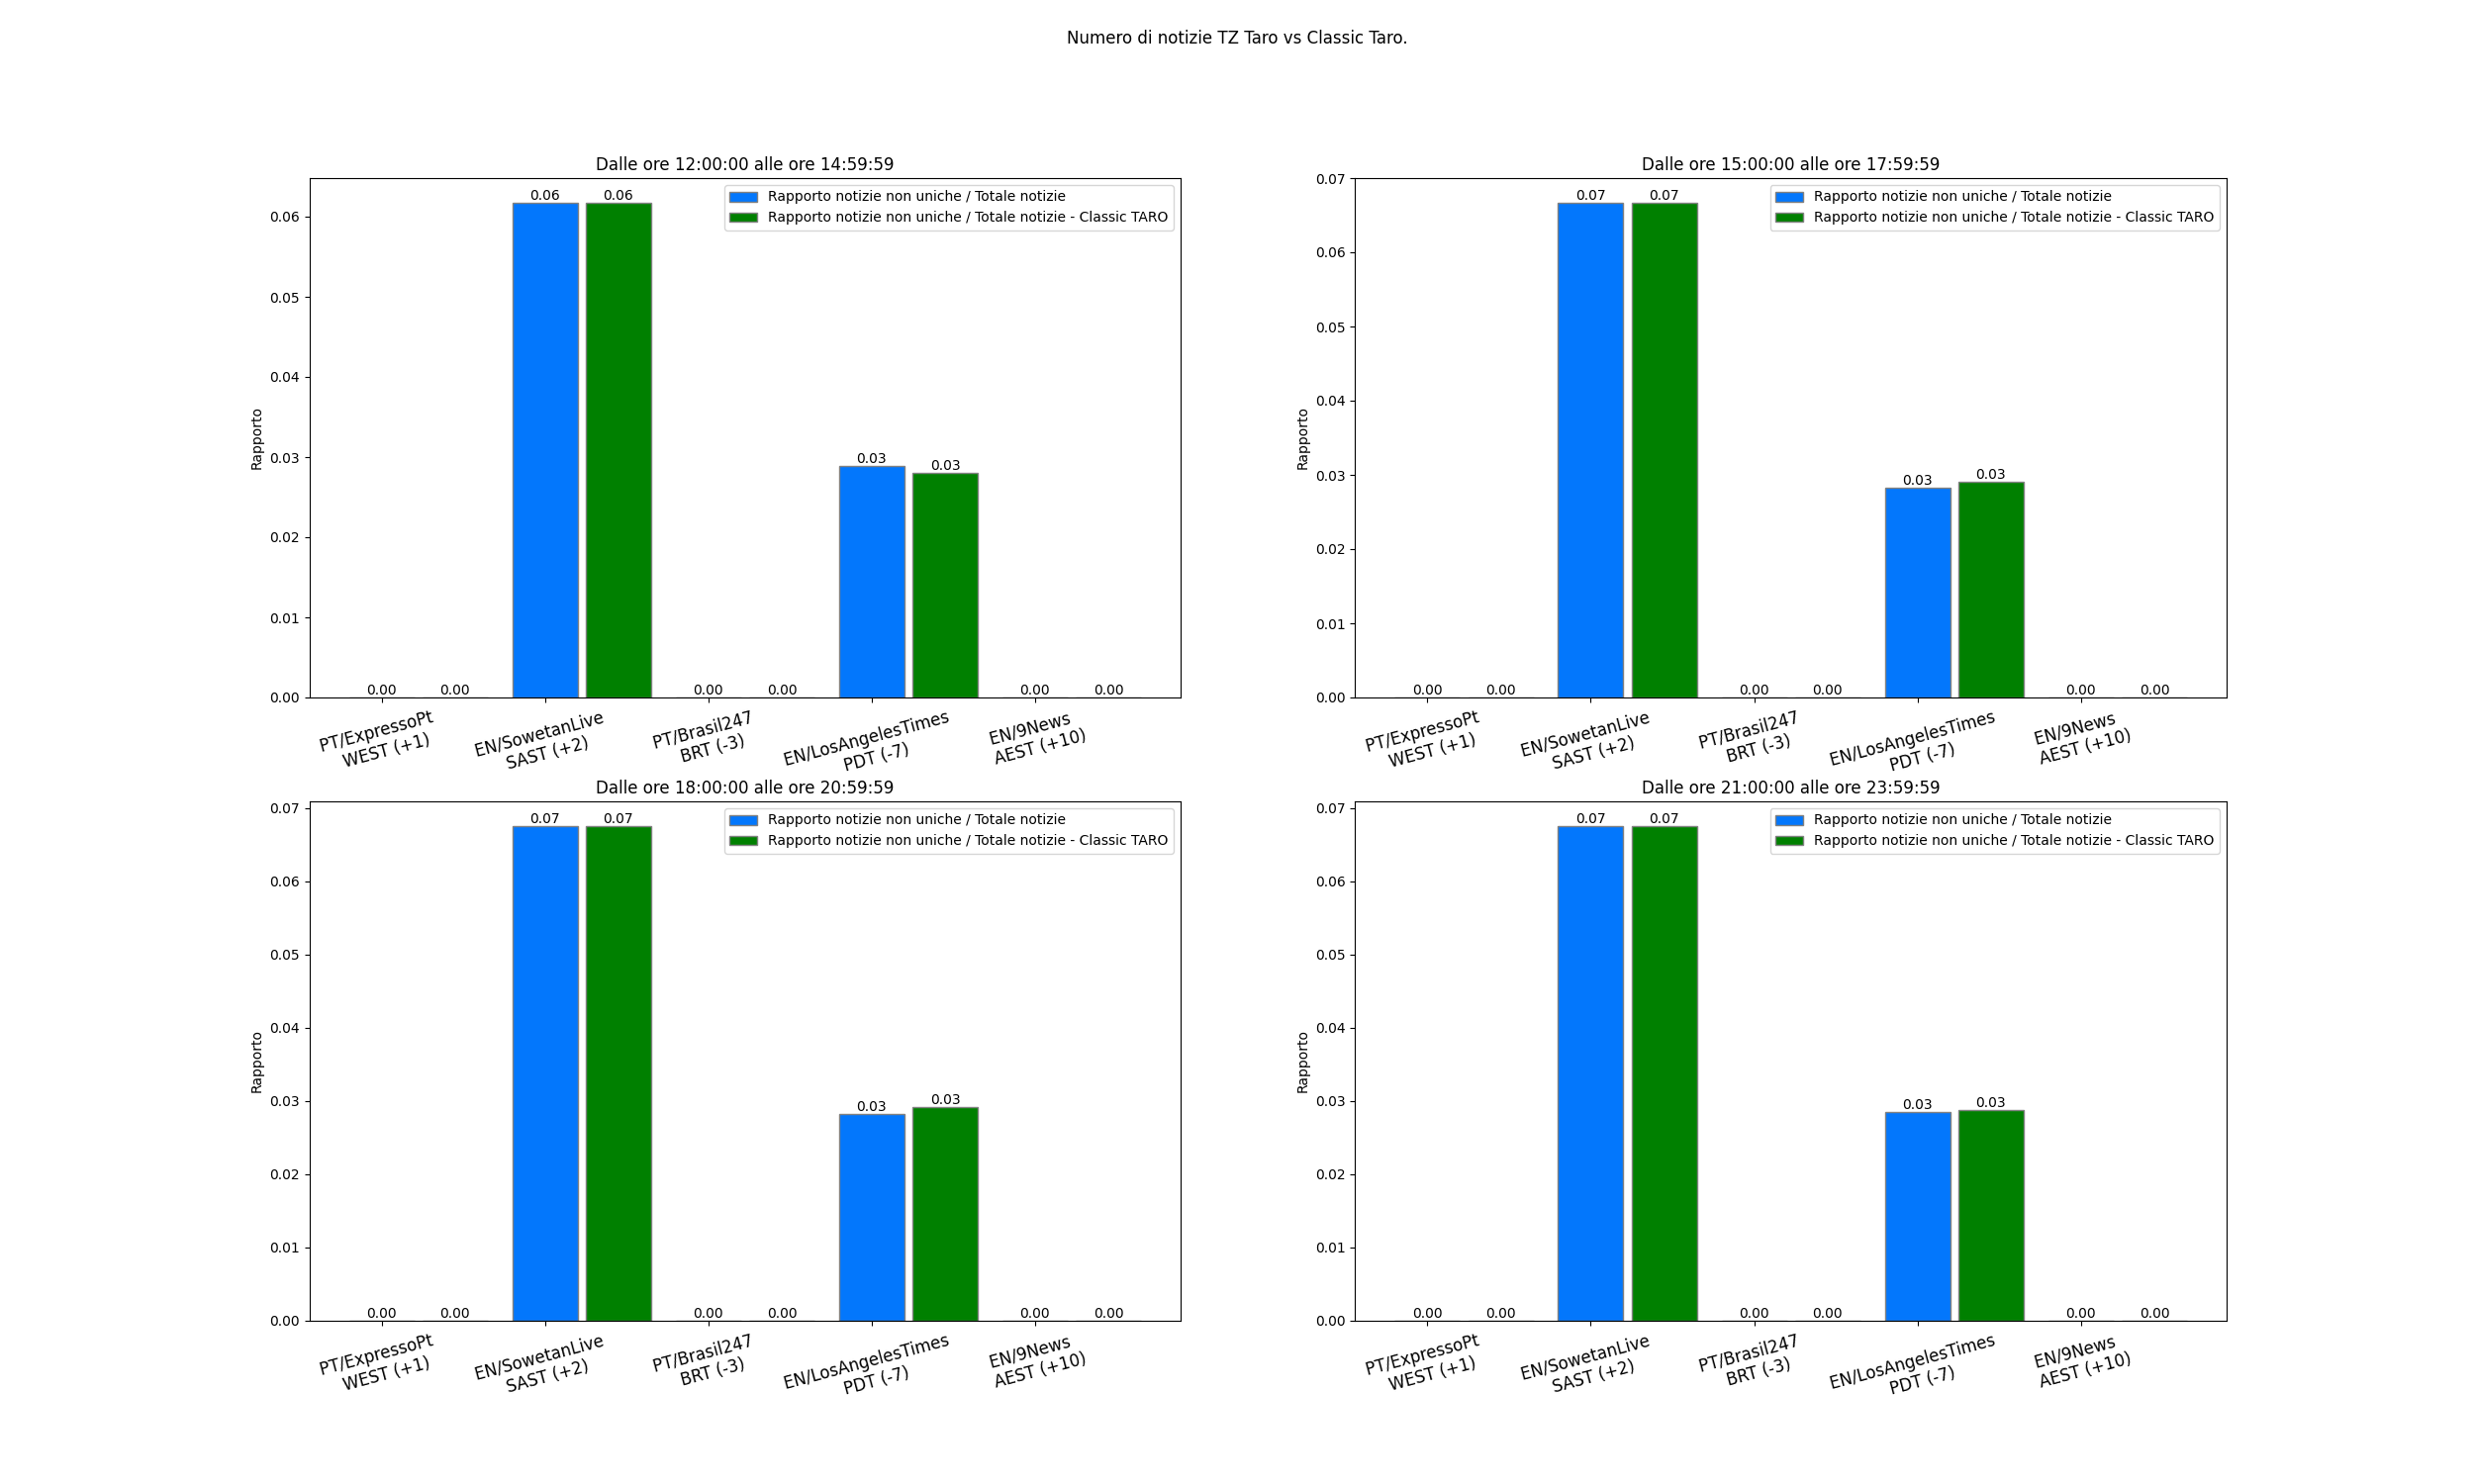 Numero di notizie TZ Taro vs Classic Taro.
Dalle ore 12:00:00 alle ore 14:59:59
Rapporto notizie non uniche / Totale notizie
Rapporto notizie non uniche / Totale notizie - Classic TARO
Rapporto
0.06
0.05
0.04
0.03
0.02
0.01
0.00
0.00 0.00 0.06 0.06 0.00 0.00 0.03 0.03 0.00 0.00
PT/ExpressoPt
WEST (+1)
EN/SowetanLive
SAST (+2)
PT/Brasil247
BRT (-3)
EN/LosAngelesTimes
PDT (-7)
EN/9News
AEST (+10)
Dalle ore 15:00:00 alle ore 17:59:59
Rapporto notizie non uniche / Totale notizie
Rapporto notizie non uniche / Totale notizie - Classic TARO
Rapporto
0.07
0.06
0.05
0.04
0.03
0.02
0.01
0.00
0.00 0.00 0.07 0.07 0.00 0.00 0.03 0.03 0.00 0.00
PT/ExpressoPt
WEST (+1)
EN/SowetanLive
SAST (+2)
PT/Brasil247
BRT (-3)
EN/LosAngelesTimes
PDT (-7)
EN/9News
AEST (+10)
Dalle ore 18:00:00 alle ore 20:59:59
Rapporto notizie non uniche / Totale notizie
Rapporto notizie non uniche / Totale notizie - Classic TARO
Rapporto
0.07
0.06
0.05
0.04
0.03
0.02
0.01
0.00
0.00 0.00 0.07 0.07 0.00 0.00 0.03 0.03 0.00 0.00
PT/ExpressoPt
WEST (+1)
EN/SowetanLive
SAST (+2)
PT/Brasil247
BRT (-3)
EN/LosAngelesTimes
PDT (-7)
EN/9News
AEST (+10)
Dalle ore 21:00:00 alle ore 23:59:59
Rapporto notizie non uniche / Totale notizie
Rapporto notizie non uniche / Totale notizie - Classic TARO
Rapporto
0.07
0.06
0.05
0.04
0.03
0.02
0.01
0.00
0.00 0.00 0.07 0.07 0.00 0.00 0.03 0.03 0.00 0.00
PT/ExpressoPt
WEST (+1)
EN/SowetanLive
SAST (+2)
PT/Brasil247
BRT (-3)
EN/LosAngelesTimes
PDT (-7)
EN/9News
AEST (+10)